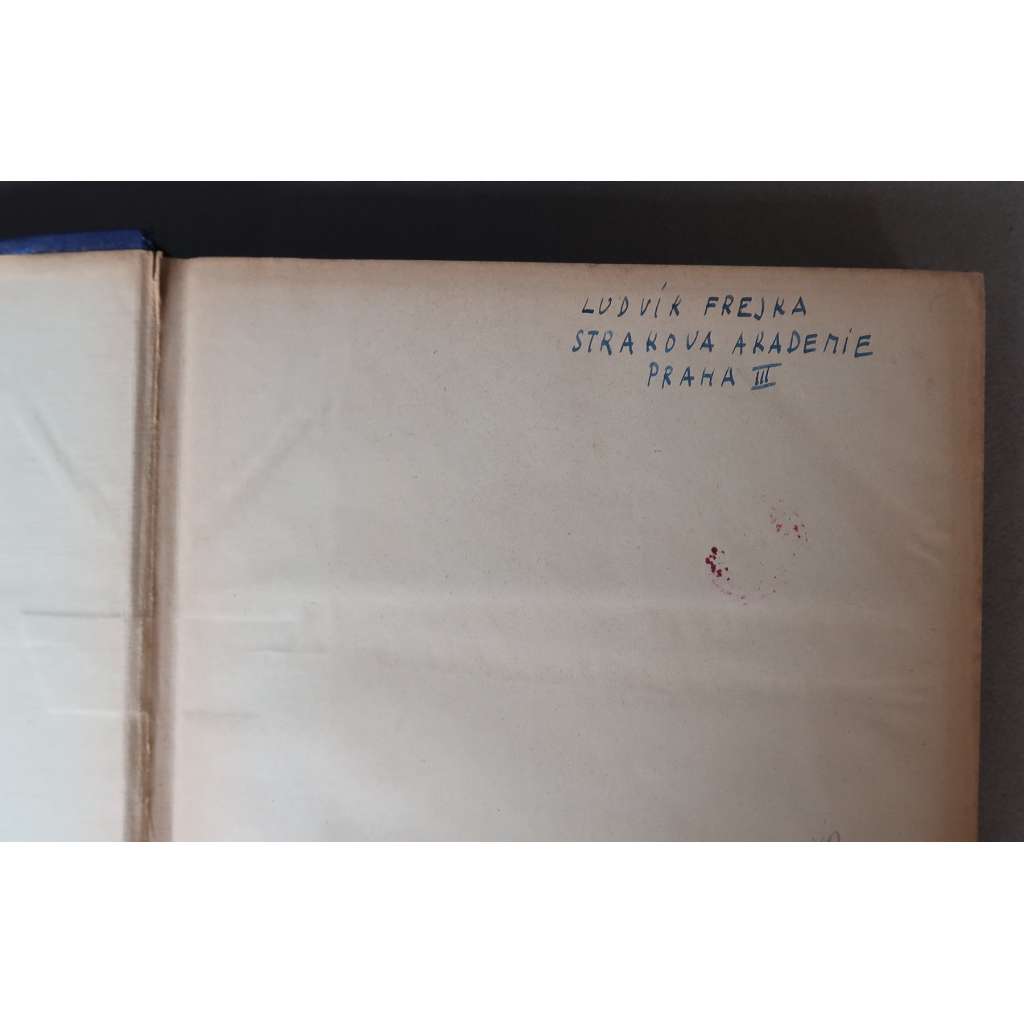 LUDVÍK FREJKA
STRAKOVA AKADEMIE
PRAHA III